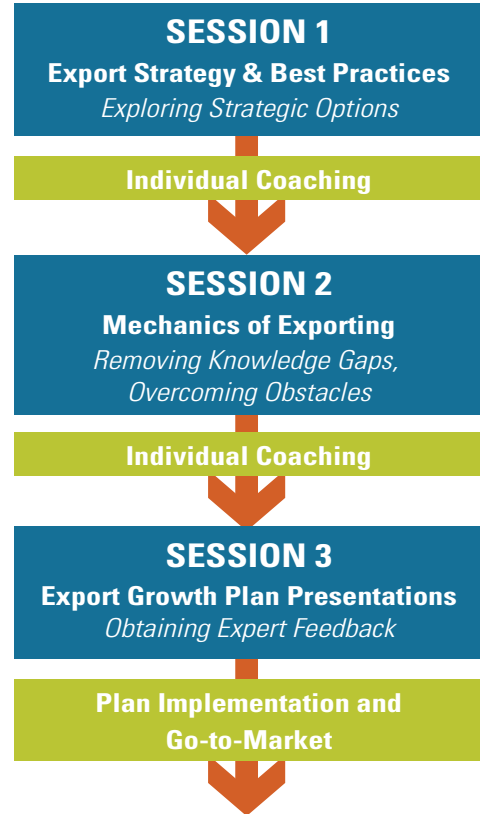 SESSION 1
Export Strategy & Best Practices
Exploring Strategic Options
Individual Coaching
SESSION 2
Mechanics of Exporting
Removing Knowledge Gaps,
Overcoming Obstacles
Individual Coaching
SESSION 3
Export Growth Plan Presentations
Obtaining Expert Feedback
Plan Implementation and
Go-to-Market